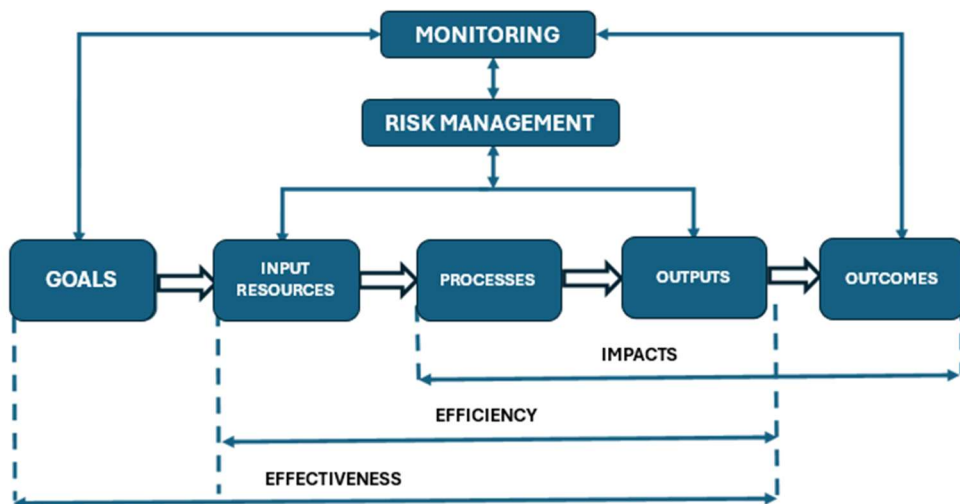 MONITORING
RISK MANAGEMENT
GOALS
INPUT
RESOURCES
PROCESSES
OUTPUTS
OUTCOMES
IMPACTS
EFFICIENCY
EFFECTIVENESS